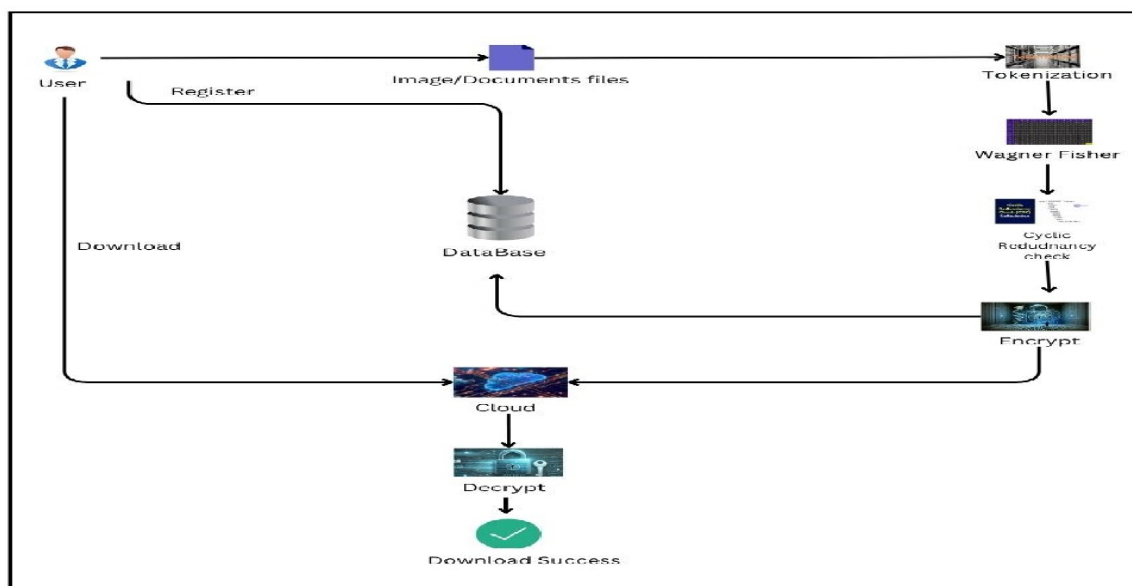 User
Image/Documents files
Tokenization
Register
Wagner Fisher
Download
DataBase
Cyclic
Redudnancy
check
Encrypt
Cloud
Decrypt
Download Success